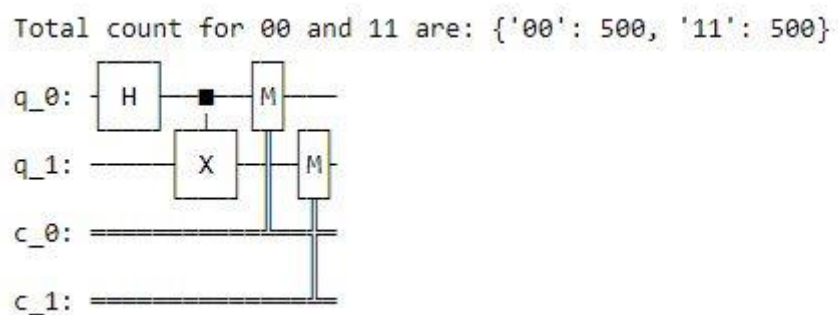 Total count for 00 and 11 are: {'00': 500, '11': 500}
q_0: H M
q_1: X M
c_0:
c_1: